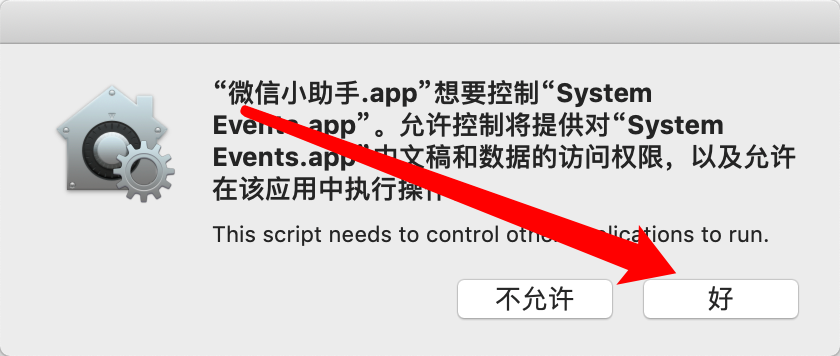 “微信小助手.app”想要控制“System
Events.app”。允许控制将提供对“System
Events.app”中文稿和数据的访问权限，以及允许
在该应用中执行操作
This script needs to control other applications to run.
不允许
好